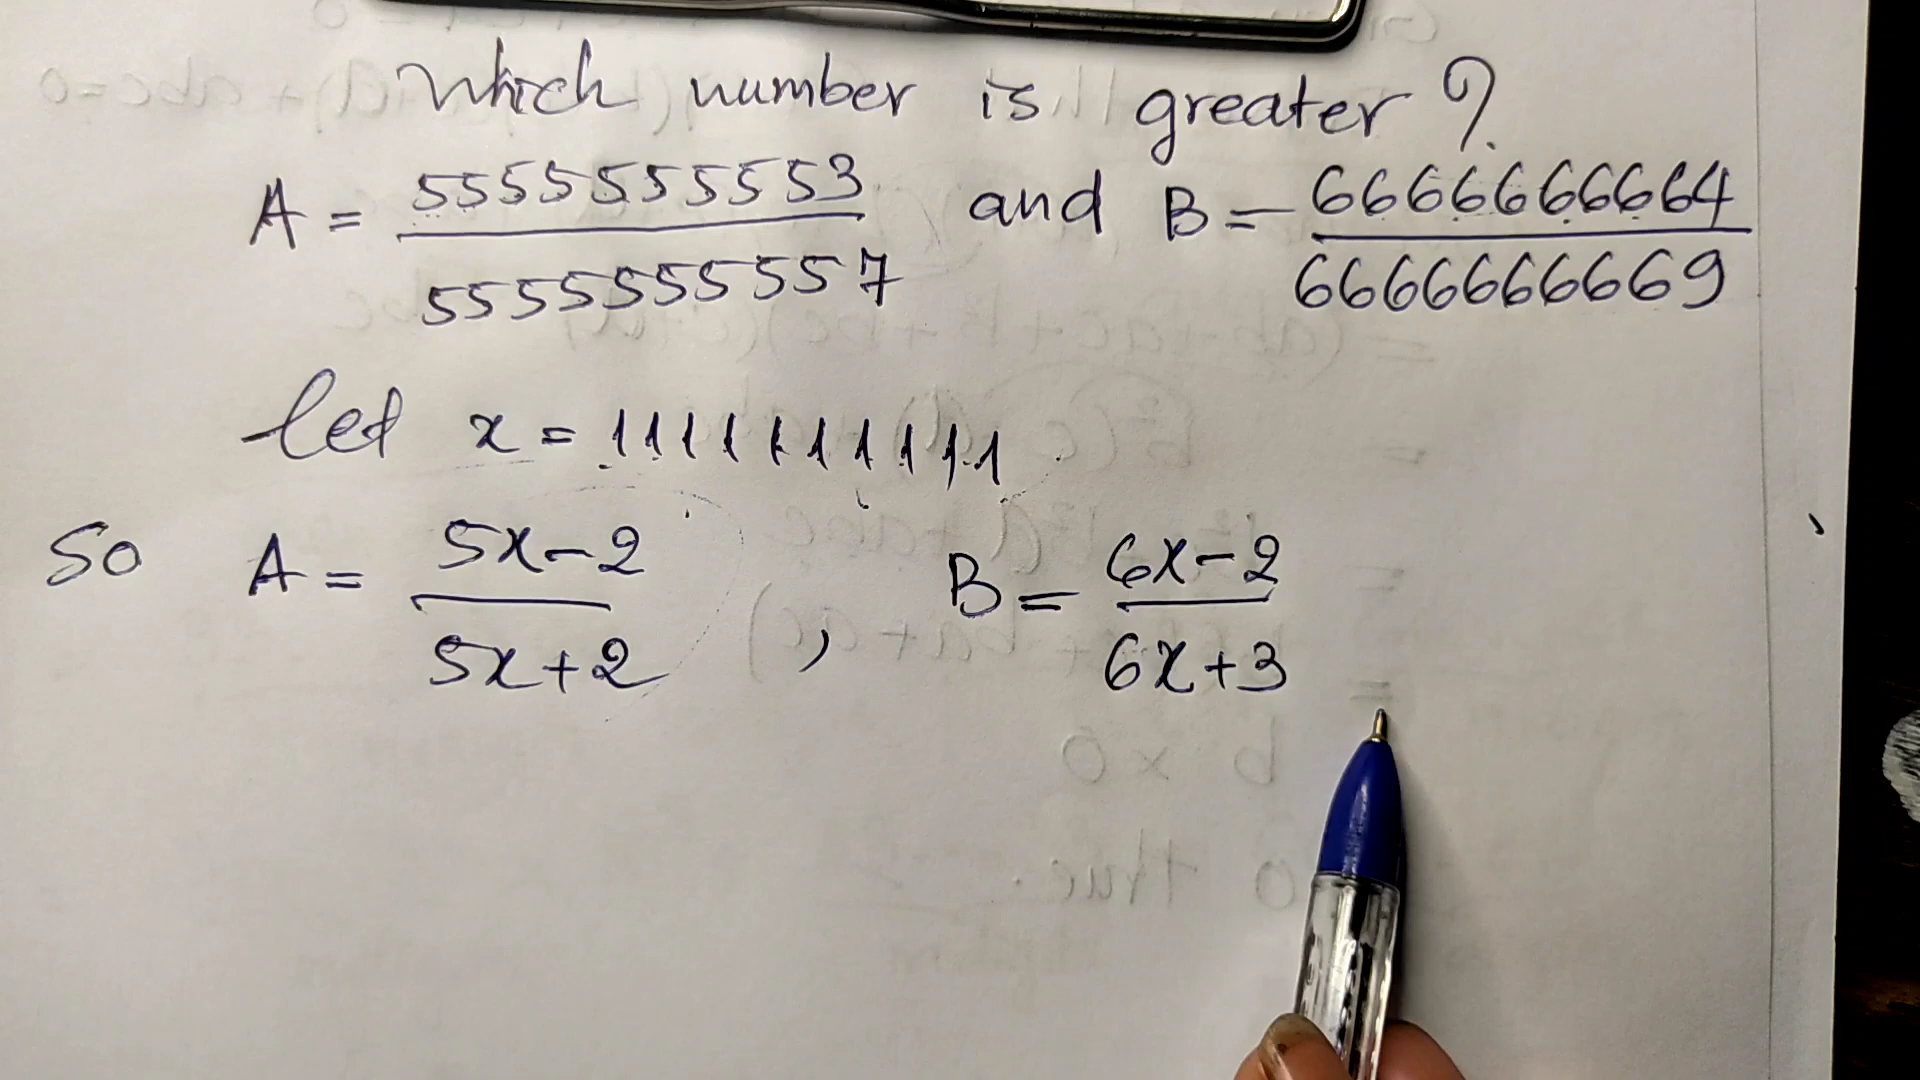 Which number is greater ?
A = 5555555553 / 5555555557 and B = 6666666664 / 6666666669
let x = 1111111111
So A = 5x-2 / 5x+2 , B = 6x-2 / 6x+3